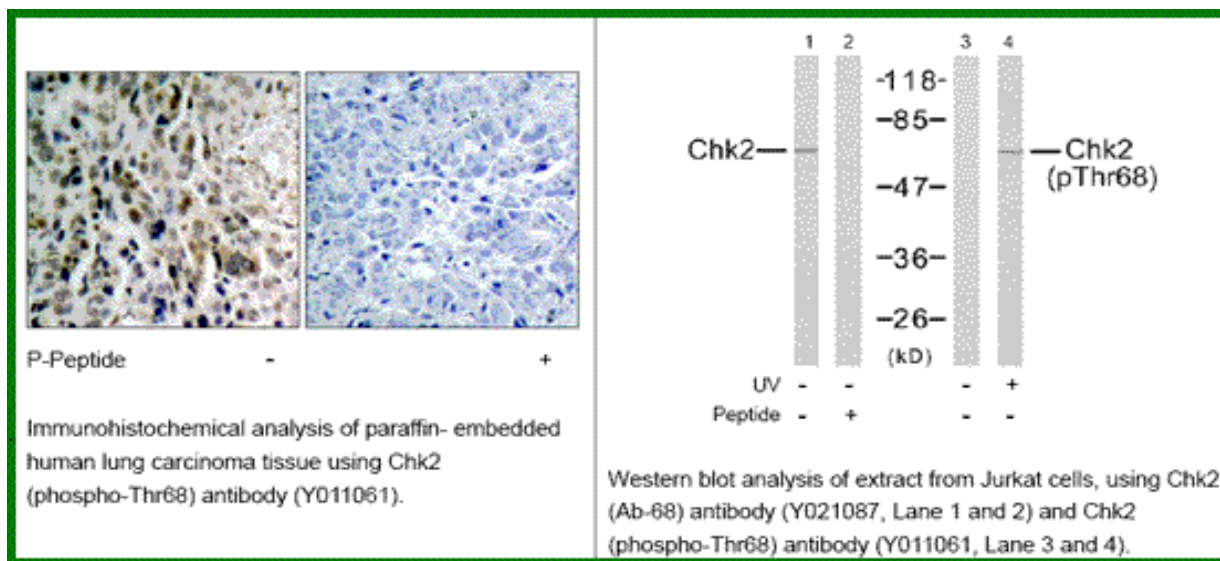 P-Peptide - +
Immunohistochemical analysis of paraffin- embedded
human lung carcinoma tissue using Chk2
(phospho-Thr68) antibody (Y011061).
1 2 3 4
-118-
-85-
Chk2
Chk2
(pThr68)
-47-
-36-
-26-
(kD)
UV - - - +
Peptide - + - -
Western blot analysis of extract from Jurkat cells, using Chk2
(Ab-68) antibody (Y021087, Lane 1 and 2) and Chk2
(phospho-Thr68) antibody (Y011061, Lane 3 and 4).